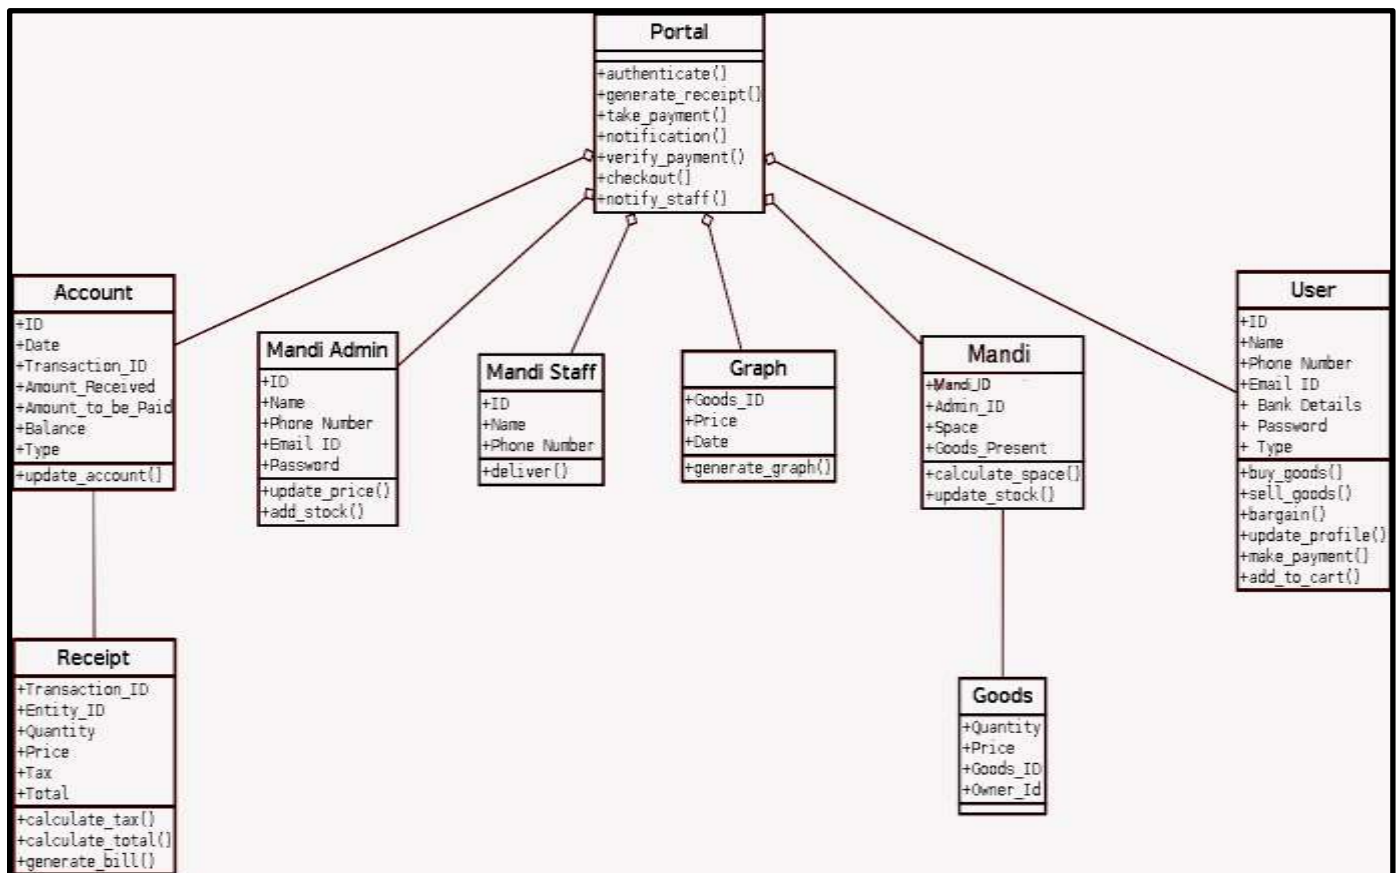 Portal
+authenticate()
+generate_receipt()
+take_payment()
+notification()
+verify_payment()
+checkout()
+notify_staff()
Account
+ID
+Date
+Transaction_ID
+Amount_Received
+Amount_to_be_Paid
+Balance
+Type
+update_account()
Mandi Admin
+ID
+Name
+Phone Number
+Email ID
+Password
+update_price()
+add_stock()
Mandi Staff
+ID
+Name
+Phone Number
+deliver()
Graph
+Goods_ID
+Price
+Date
+generate_graph()
Mandi
+Mandi_ID
+Admin_ID
+Space
+Goods_Present
+calculate_space()
+update_stock()
User
+ID
+Name
+Phone Number
+Email ID
+ Bank Details
+ Password
+ Type
+buy_goods()
+sell_goods()
+bargain()
+update_profile()
+make_payment()
+add_to_cart()
Receipt
+Transaction_ID
+Entity_ID
+Quantity
+Price
+Tax
+Total
+calculate_tax()
+calculate_total()
+generate_bill()
Goods
+Quantity
+Price
+Goods_ID
+Owner_Id